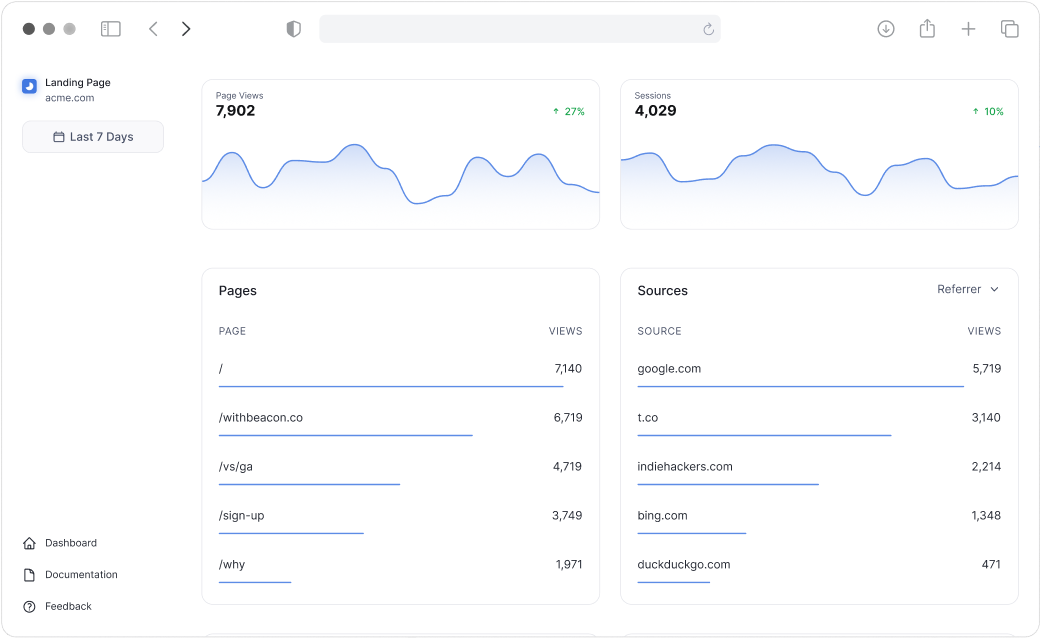 Landing Page
acme.com
Last 7 Days
Page Views
7,902
↑ 27%
Sessions
4,029
↑ 10%
Pages
PAGE VIEWS
/ 7,140
/withbeacon.co 6,719
/vs/ga 4,719
/sign-up 3,749
/why 1,971
Sources
Referrer
SOURCE VIEWS
google.com 5,719
t.co 3,140
indiehackers.com 2,214
bing.com 1,348
duckduckgo.com 471
Dashboard
Documentation
Feedback